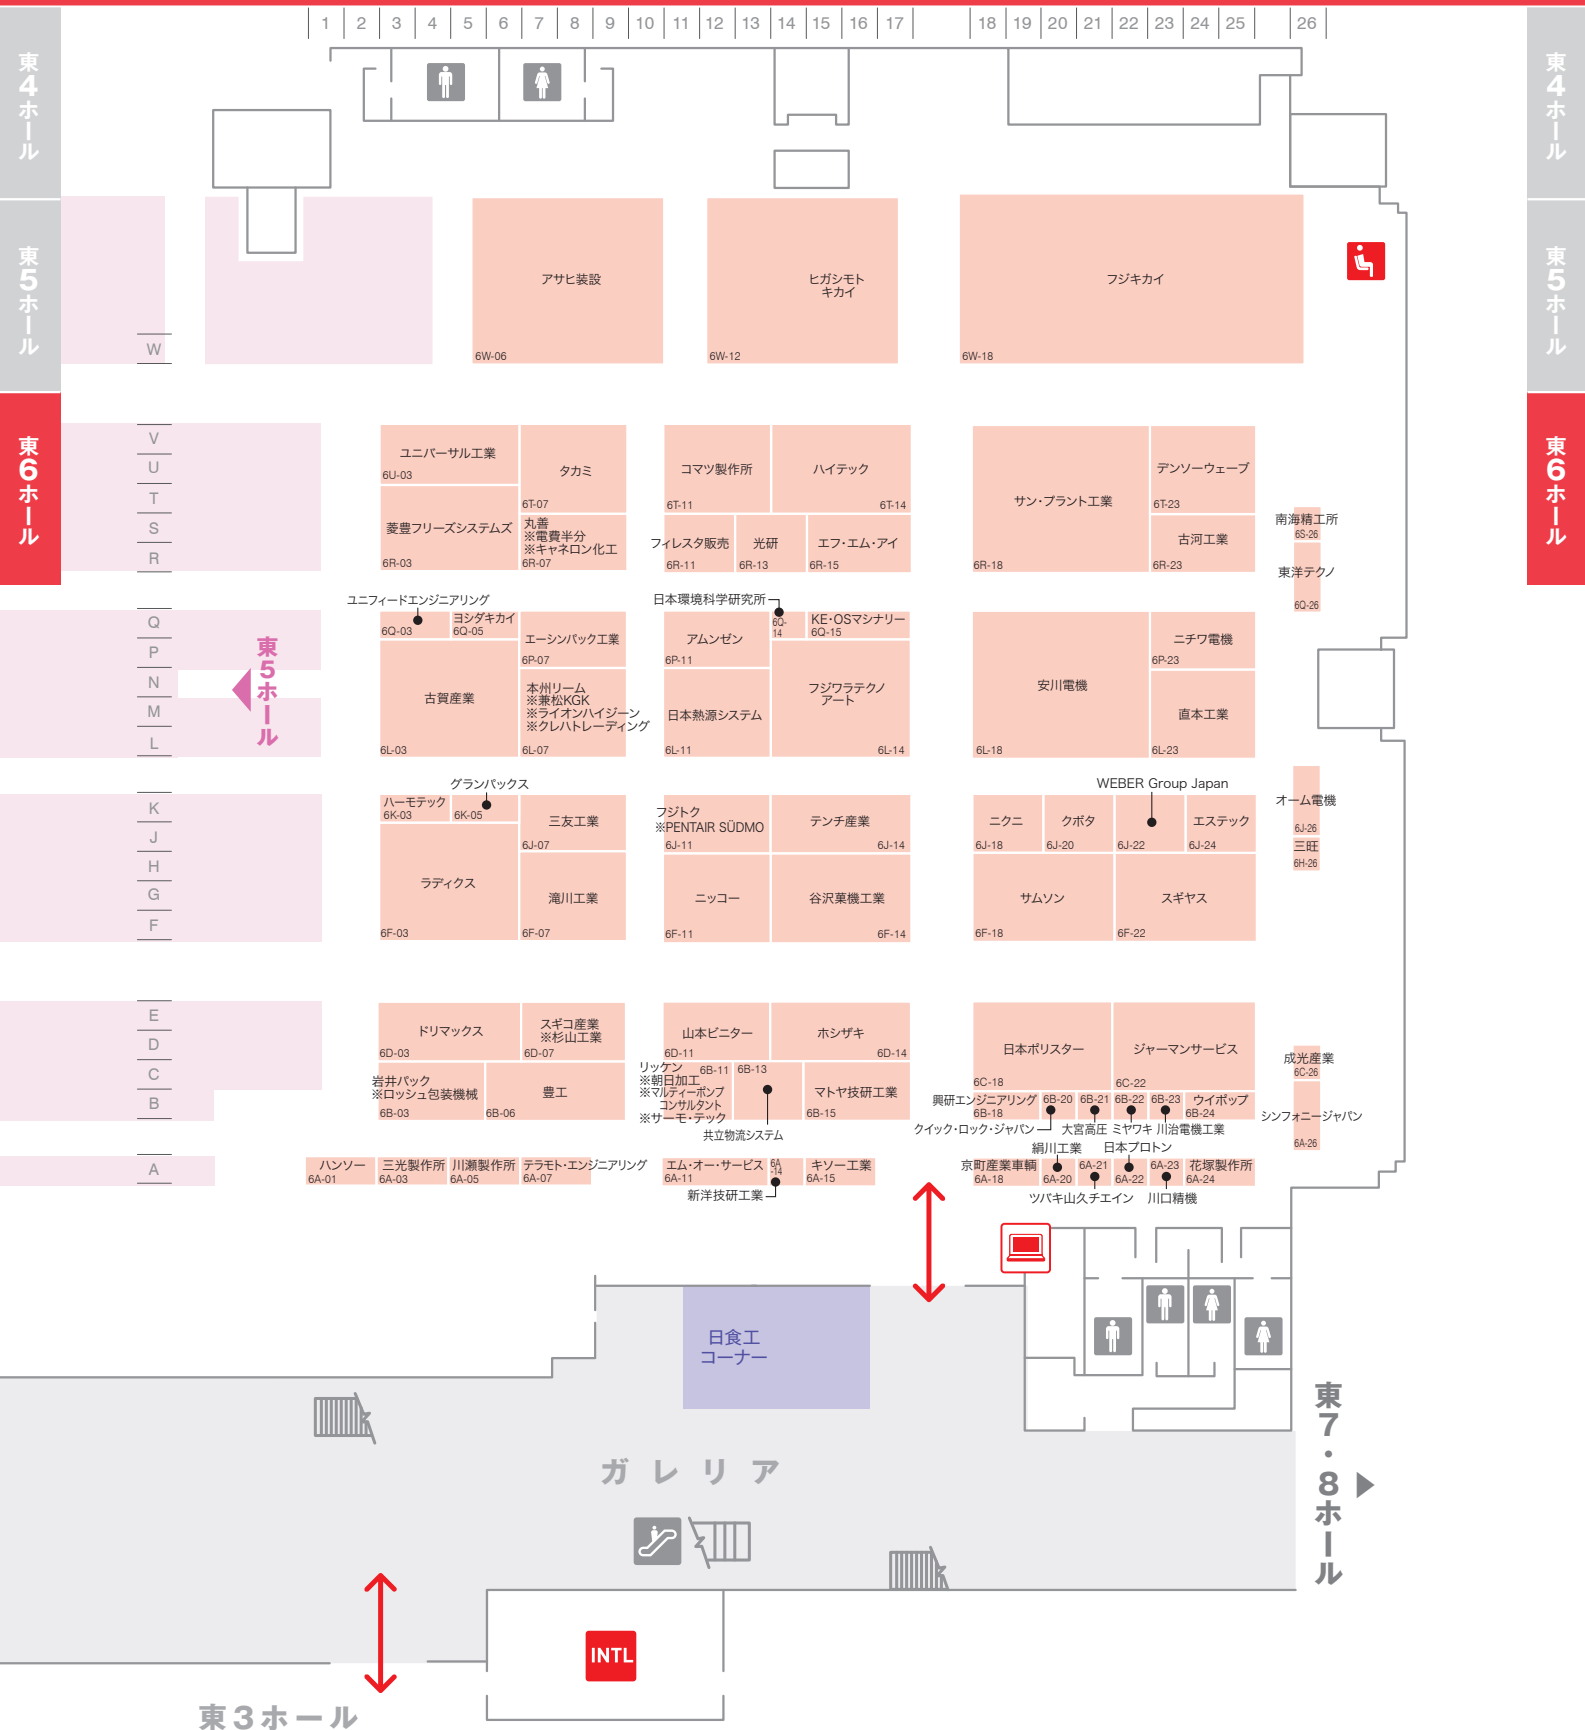 1 2 3 4 5 6 7 8 9 10 11 12 13 14 15 16 17 18 19 20 21 22 23 24 25 26
東4ホール
東4ホール
東5ホール
東5ホール
東6ホール
東6ホール
アサヒ装設
6W-06
ヒガシモト
キカイ
6W-12
フジキカイ
6W-18
W
V
U
T
S
R
ユニバーサル工業
6U-03
タカミ
6T-07
菱豊フリーズシステムズ
6R-03
丸善
※電費半分
※キャネロン化工
6R-07
コマツ製作所
6T-11
ハイテック
6T-14
フィレスタ販売
6R-11
光研
6R-13
エフ・エム・アイ
6R-15
サン・プラント工業
6R-18
デンソーウェーブ
6T-23
古河工業
6R-23
南海精工所
6S-26
東洋テクノ
6Q-26
Q
P
N
M
L
東5ホール
ユニフィードエンジニアリング
6Q-03
ヨシダキカイ
6Q-05
エーシンパック工業
6P-07
古賀産業
6L-03
本州リーム
※兼松KGK
※ライオンハイジーン
※クレハトレーディング
6L-07
日本環境科学研究所
6Q-
14
アムンゼン
6P-11
KE・OSマシナリー
6Q-15
日本熱源システム
6L-11
フジワラテクノ
アート
6L-14
安川電機
6L-18
ニチワ電機
6P-23
直本工業
6L-23
K
J
H
G
F
グランパックス
ハーモテック
6K-03
6K-05
三友工業
6J-07
ラディクス
6F-03
滝川工業
6F-07
フジトク
※PENTAIR SÜDMO
6J-11
テンチ産業
6J-14
ニッコー
6F-11
谷沢菓機工業
6F-14
WEBER Group Japan
ニクニ
6J-18
クボタ
6J-20
6J-22
エステック
6J-24
サムソン
6F-18
スギヤス
6F-22
オーム電機
6J-26
三旺
6H-26
E
D
C
B
A
ドリマックス
6D-03
スギコ産業
※杉山工業
6D-07
岩井パック
※ロッシュ包装機械
6B-03
豊工
6B-06
山本ビニター
6D-11
ホシザキ
6D-14
リッケン
※朝日加工
※マルティーポンプ
コンサルタント
※サーモ・テック
6B-11
6B-13
共立物流システム
マトヤ技研工業
6B-15
日本ポリスター
6C-18
ジャーマンサービス
6C-22
興研エンジニアリング
6B-18
6B-20
6B-21
6B-22
6B-23
ウイポップ
6B-24
クイック・ロック・ジャパン
大宮高圧
ミヤワキ
川治電機工業
成光産業
6C-26
シンフォニージャパン
6A-26
ハンソー
6A-01
三光製作所
6A-03
川瀬製作所
6A-05
テラモト・エンジニアリング
6A-07
エム・オー・サービス
6A-11
6A
-14
新洋技研工業
キソー工業
6A-15
絹川工業
日本プロトン
京町産業車輌
6A-18
6A-20
6A-21
6A-22
6A-23
花塚製作所
6A-24
ツバキ山久チエイン
川口精機
日食工
コーナー
ガレリア
東7・8ホール
INTL
東3ホール